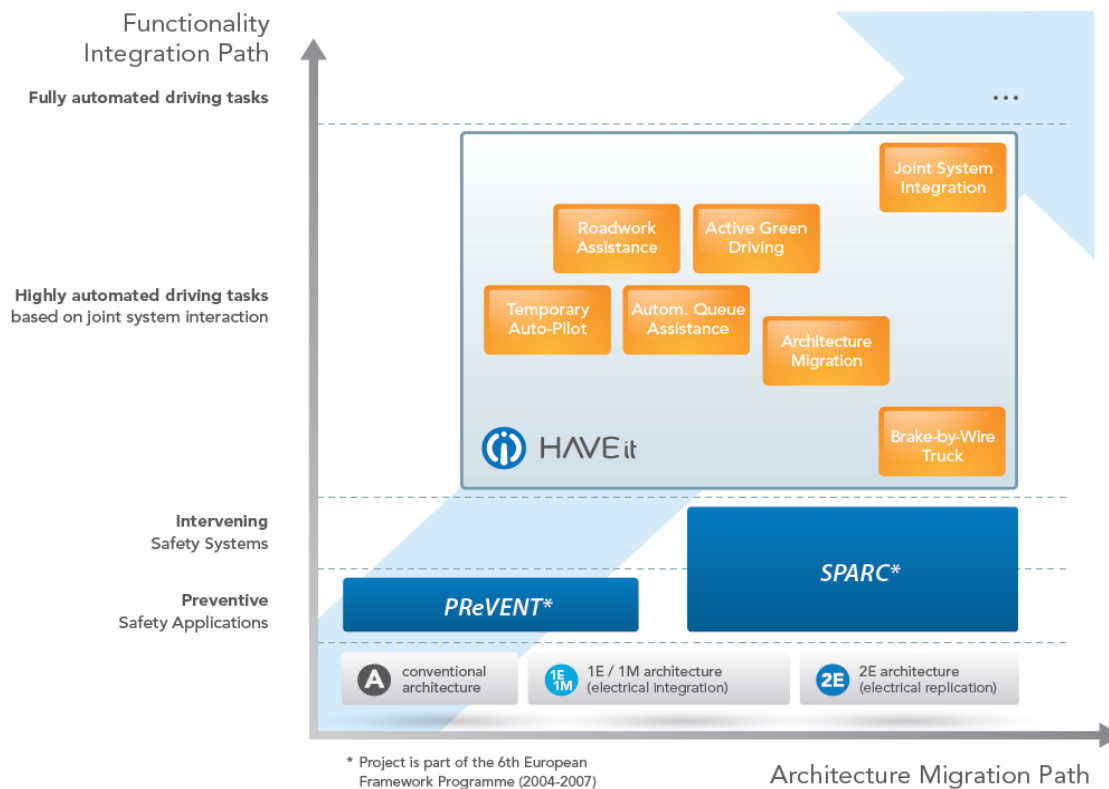 Functionality
Integration Path
Fully automated driving tasks
...
Joint System
Integration
Roadwork
Assistance
Active Green
Driving
Highly automated driving tasks
based on joint system interaction
Temporary
Auto-Pilot
Autom. Queue
Assistance
Architecture
Migration
Brake-by-Wire
Truck
HAVEit
Intervening
Safety Systems
SPARC*
Preventive
Safety Applications
PReVENT*
A
conventional
architecture
1E
1M
1E / 1M architecture
(electrical integration)
2E
2E architecture
(electrical replication)
* Project is part of the 6th European
Framework Programme (2004-2007)
Architecture Migration Path